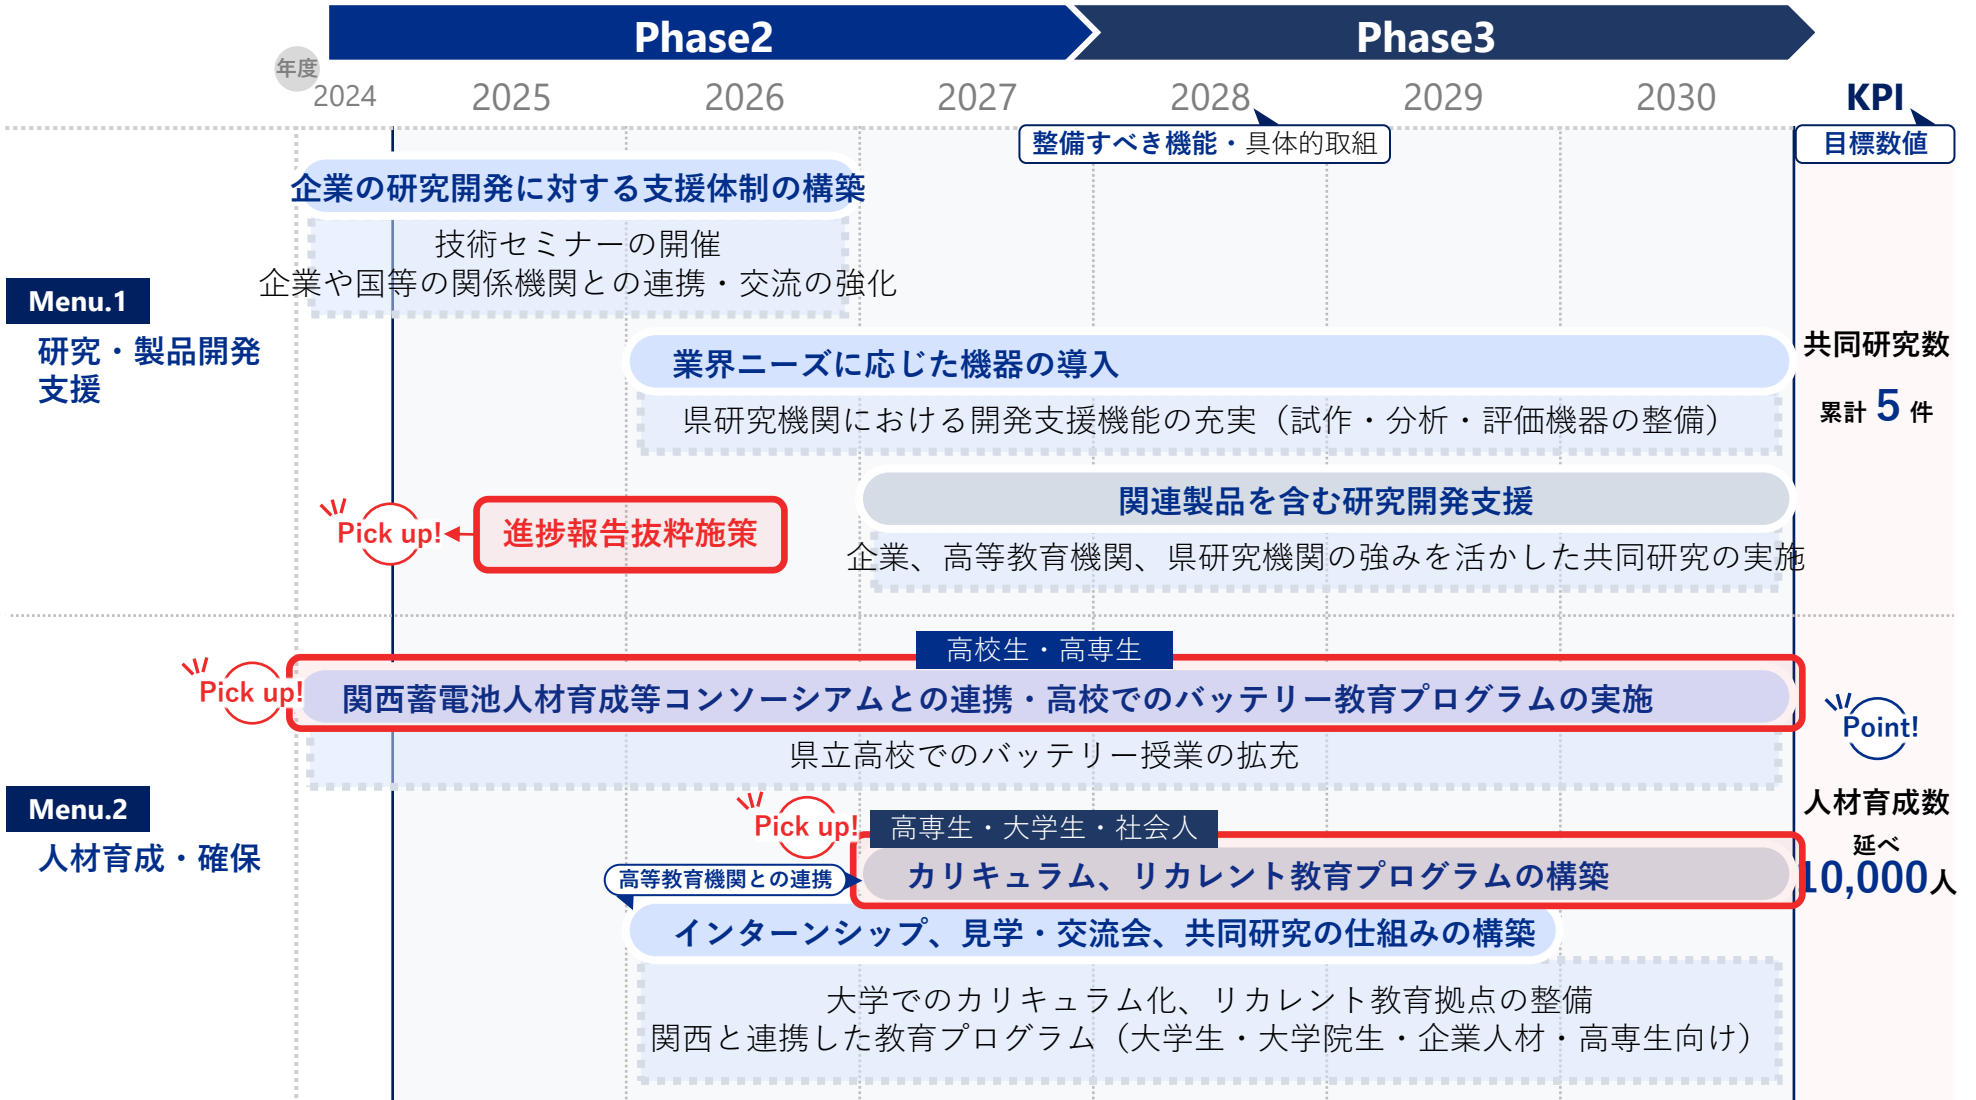 Phase2
Phase3
年度
2024
2025
2026
2027
2028
2029
2030
KPI
整備すべき機能・具体的取組
目標数値
企業の研究開発に対する支援体制の構築
技術セミナーの開催
企業や国等の関係機関との連携・交流の強化
Menu.1
研究・製品開発
支援
業界ニーズに応じた機器の導入
県研究機関における開発支援機能の充実（試作・分析・評価機器の整備）
共同研究数
累計 5 件
関連製品を含む研究開発支援
企業、高等教育機関、県研究機関の強みを活かした共同研究の実施
Pick up!
進捗報告抜粋施策
高校生・高専生
Pick up!
関西蓄電池人材育成等コンソーシアムとの連携・高校でのバッテリー教育プログラムの実施
県立高校でのバッテリー授業の拡充
Point!
Menu.2
人材育成・確保
人材育成数
延べ
10,000人
Pick up!
高専生・大学生・社会人
カリキュラム、リカレント教育プログラムの構築
高等教育機関との連携
インターンシップ、見学・交流会、共同研究の仕組みの構築
大学でのカリキュラム化、リカレント教育拠点の整備
関西と連携した教育プログラム（大学生・大学院生・企業人材・高専生向け）